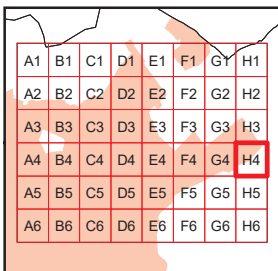 A1 B1 C1 D1 E1 F1 G1 H1
A2 B2 C2 D2 E2 F2 G2 H2
A3 B3 C3 D3 E3 F3 G3 H3
A4 B4 C4 D4 E4 F4 G4 H4
A5 B5 C5 D5 E5 F5 G5 H5
A6 B6 C6 D6 E6 F6 G6 H6